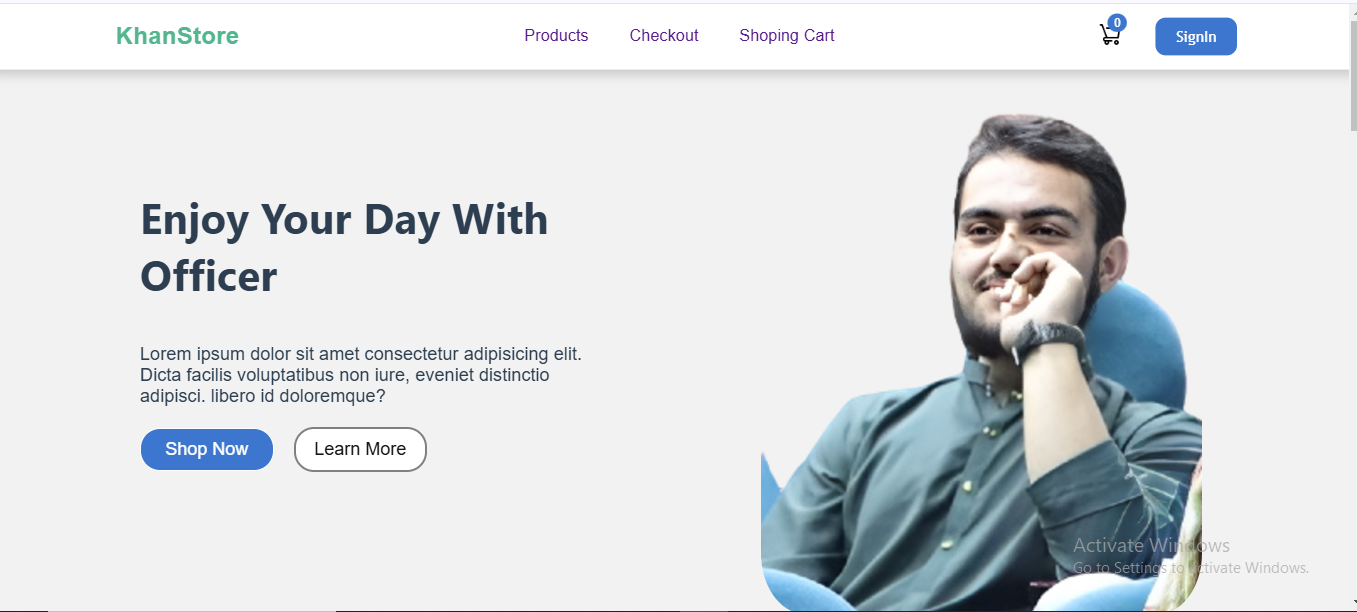 KhanStore
Products
Checkout
Shoping Cart
0
SignIn
Enjoy Your Day With
Officer
Lorem ipsum dolor sit amet consectetur adipisicing elit.
Dicta facilis voluptatibus non iure, eveniet distinctio
adipisci. libero id doloremque?
Shop Now
Learn More
Activate Windows
Go to Settings to activate Windows.